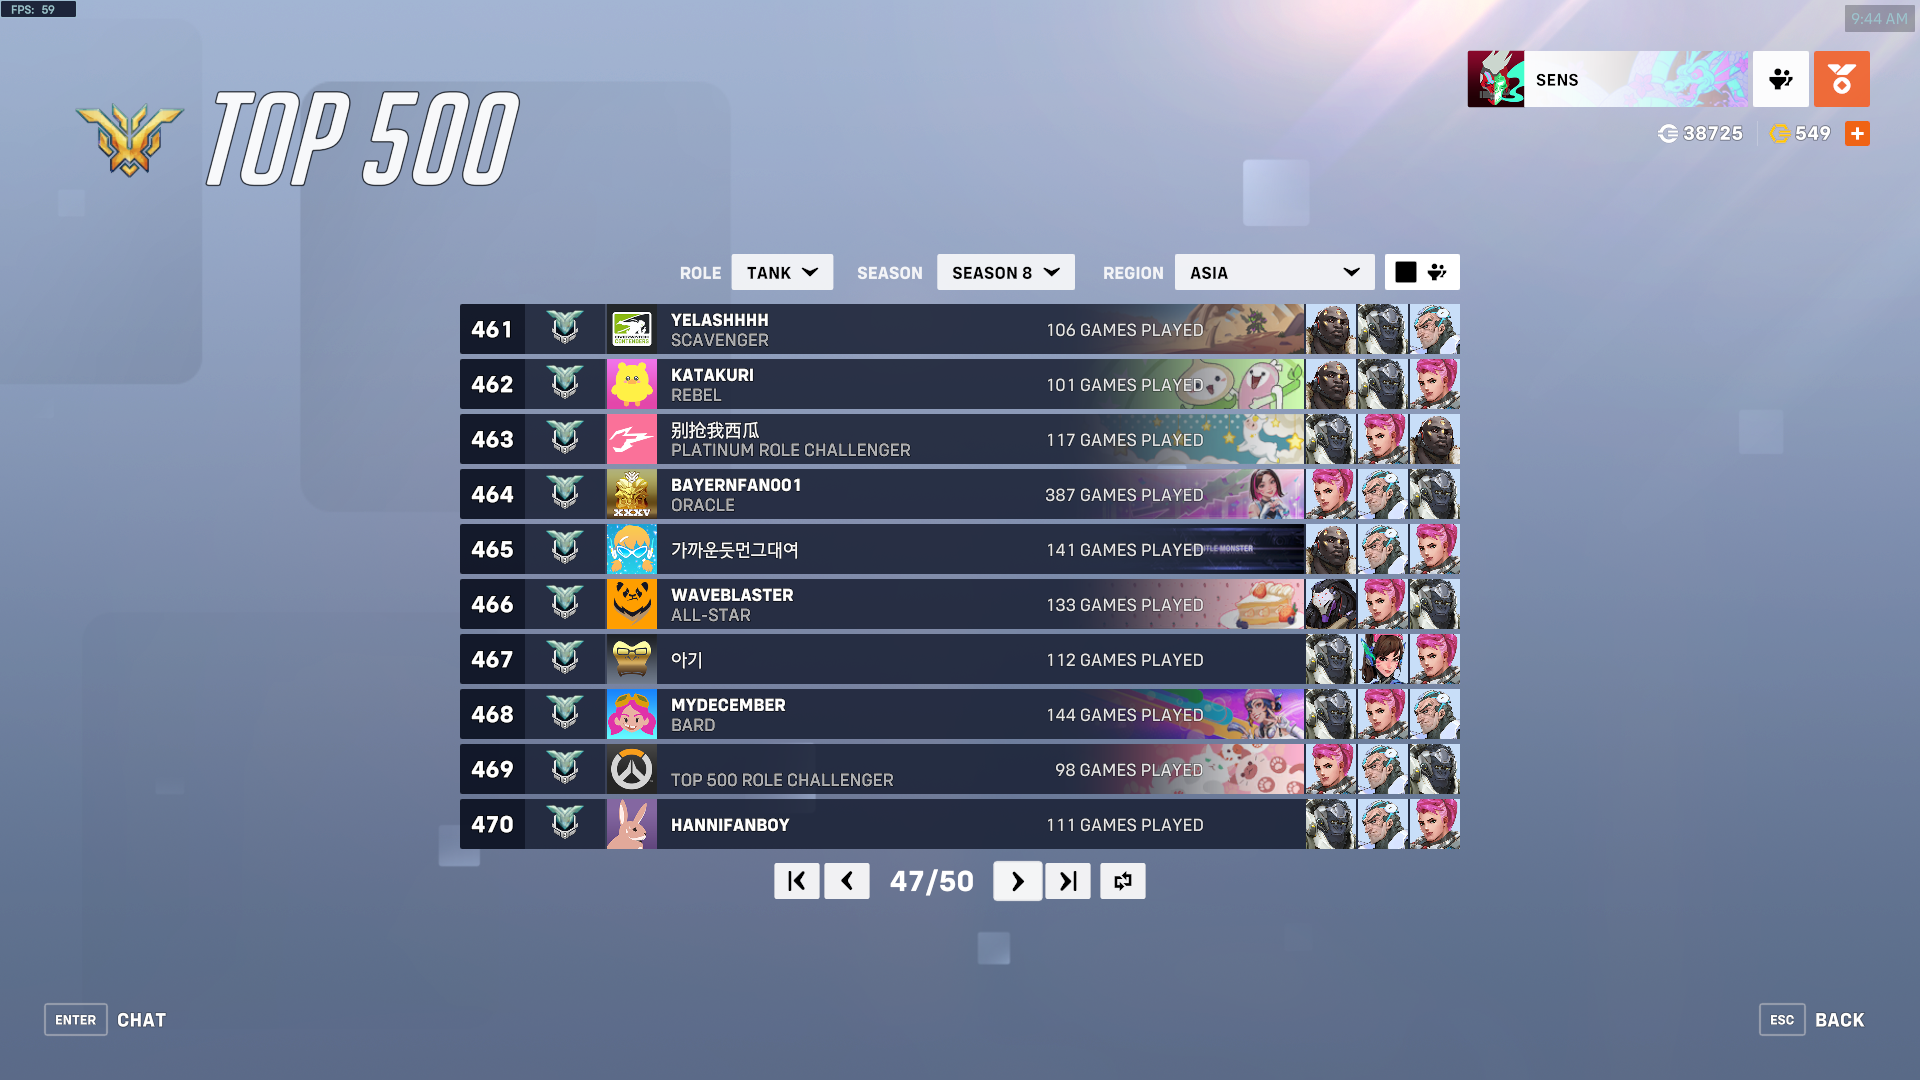 FPS: 59
9:44 AM
TOP 500
SENS
38725
549
ROLE
TANK
SEASON
SEASON 8
REGION
ASIA
461
YELASHHHH
SCAVENGER
106 GAMES PLAYED
462
KATAKURI
REBEL
101 GAMES PLAYED
463
别抢我西瓜
PLATINUM ROLE CHALLENGER
117 GAMES PLAYED
464
XXXV
BAYERNFAN001
ORACLE
387 GAMES PLAYED
465
가까운듯먼그대여
141 GAMES PLAYED
MONSTER
466
WAVEBLASTER
ALL-STAR
133 GAMES PLAYED
467
아기
112 GAMES PLAYED
468
MYDECEMBER
BARD
144 GAMES PLAYED
469
TOP 500 ROLE CHALLENGER
98 GAMES PLAYED
470
HANNIFANBOY
111 GAMES PLAYED
47/50
ENTER
CHAT
ESC
BACK